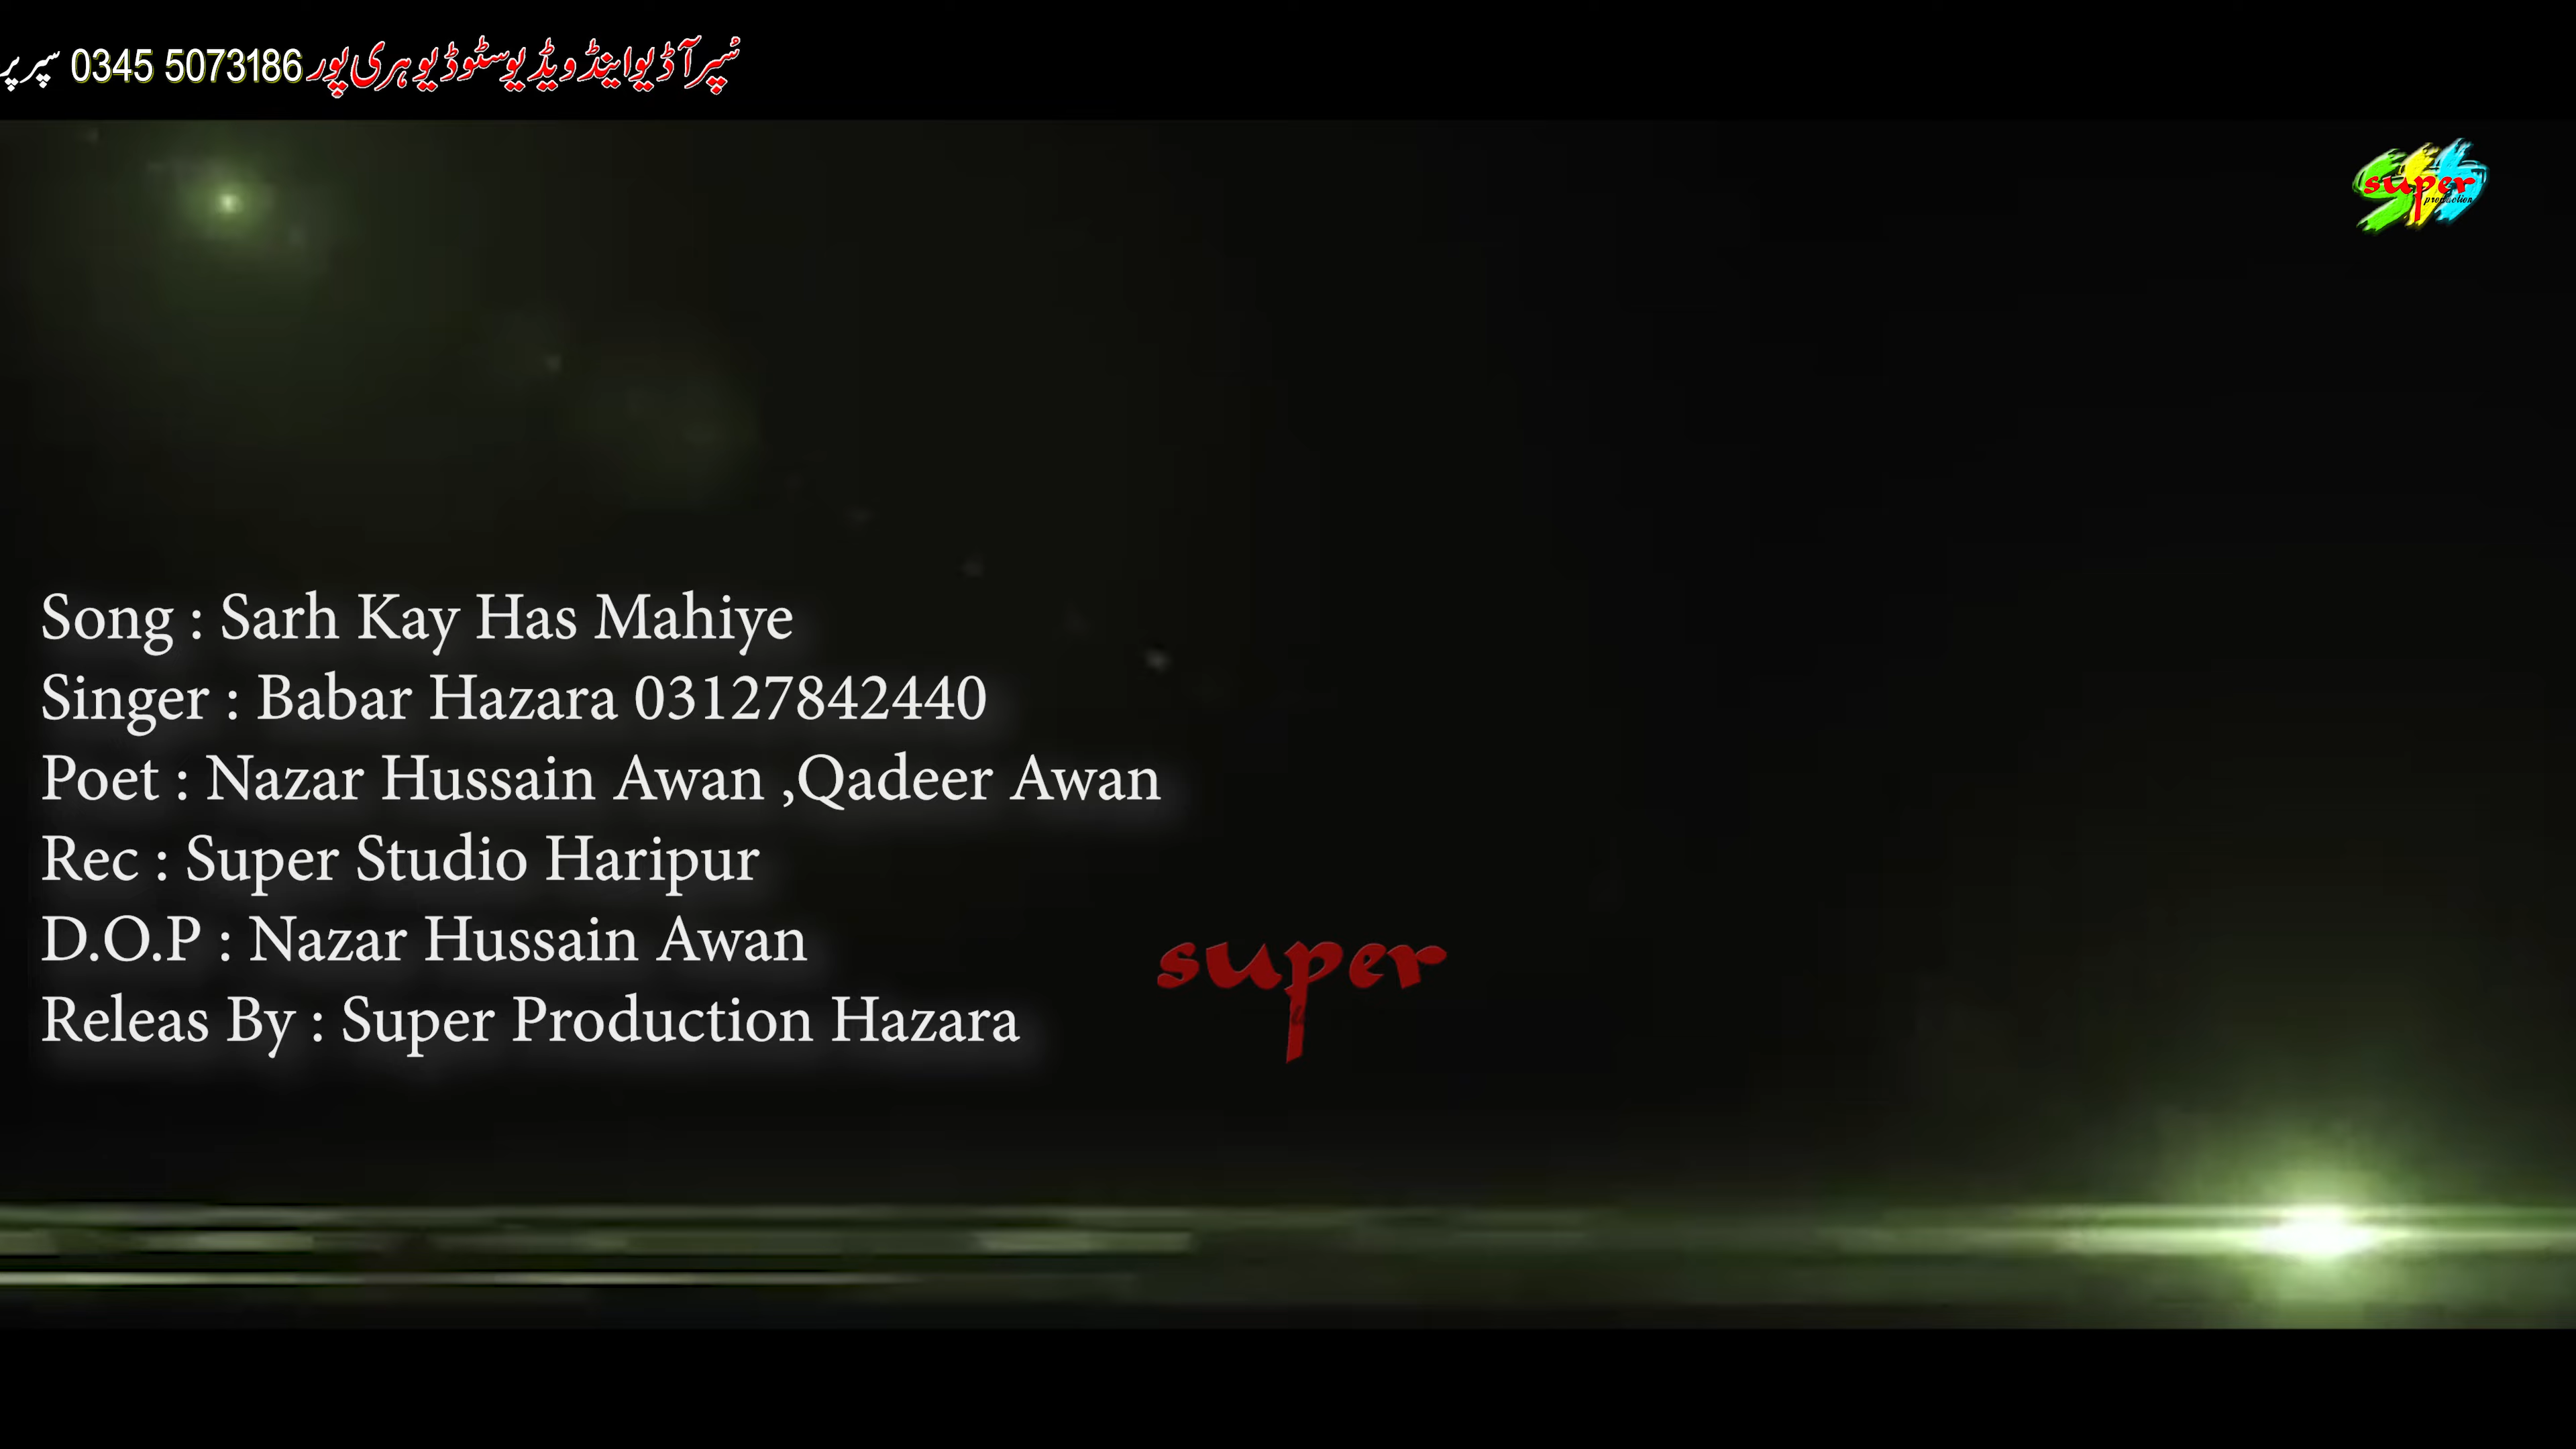 سُپر آڈیو اینڈ ویڈیو سٹوڈیو ہری پور 0345 5073186 سپر
super
production
Song : Sarh Kay Has Mahiye
Singer : Babar Hazara 03127842440
Poet : Nazar Hussain Awan ,Qadeer Awan
Rec : Super Studio Haripur
D.O.P : Nazar Hussain Awan
Releas By : Super Production Hazara
super